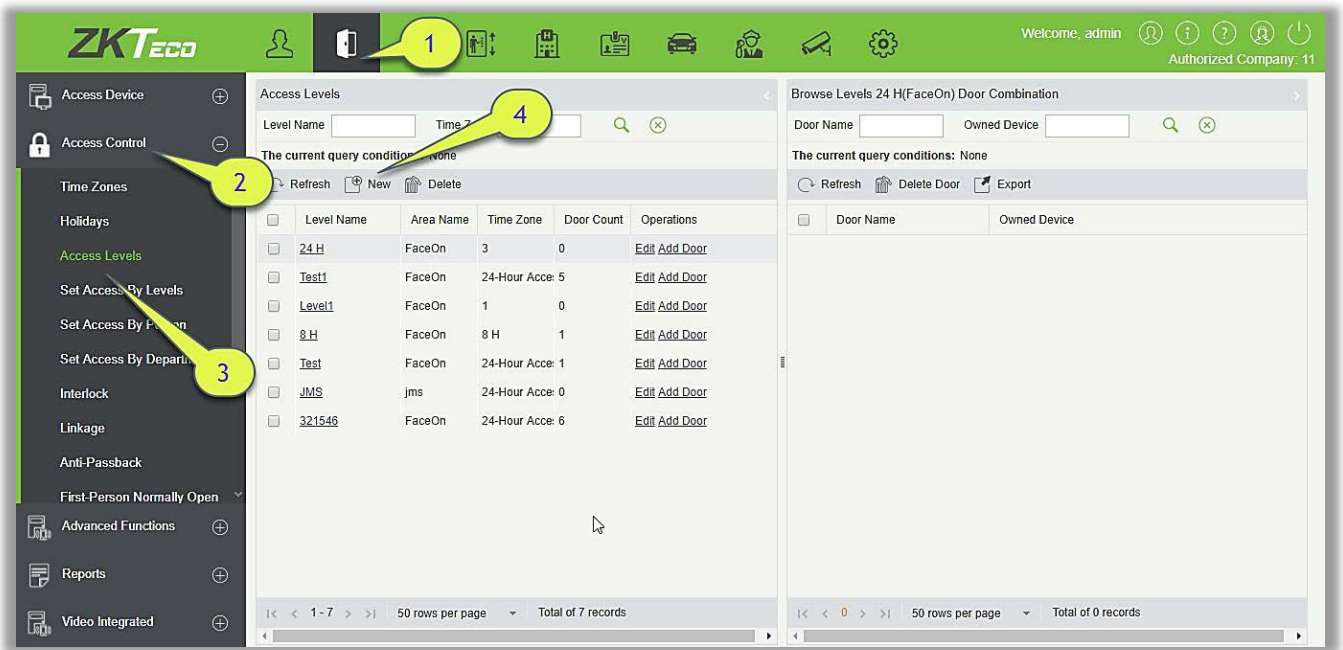 ZKTeco
1
Welcome, admin
Authorized Company: 11
Access Device
Access Control
2
Time Zones
Holidays
Access Levels
Set Access By Levels
Set Access By
Set Access By
3
Interlock
Linkage
Anti-Passback
First-Person Normally Open
Advanced Functions
Reports
Video Integrated
Access Levels
Level Name
Time Z
4
The current query
None
Refresh New Delete
Level Name Area Name Time Zone Door Count Operations
24 H FaceOn 3 0 Edit Add Door
Test1 FaceOn 24-Hour Acce 5 Edit Add Door
Level1 FaceOn 1 0 Edit Add Door
8 H FaceOn 8 H 1 Edit Add Door
Test FaceOn 24-Hour Acce 1 Edit Add Door
JMS jms 24-Hour Acce 0 Edit Add Door
321546 FaceOn 24-Hour Acce 6 Edit Add Door
1 - 7 50 rows per page Total of 7 records
Browse Levels 24 H(FaceOn) Door Combination
Door Name Owned Device
The current query conditions: None
Refresh Delete Door Export
Door Name Owned Device
0 50 rows per page Total of 0 records